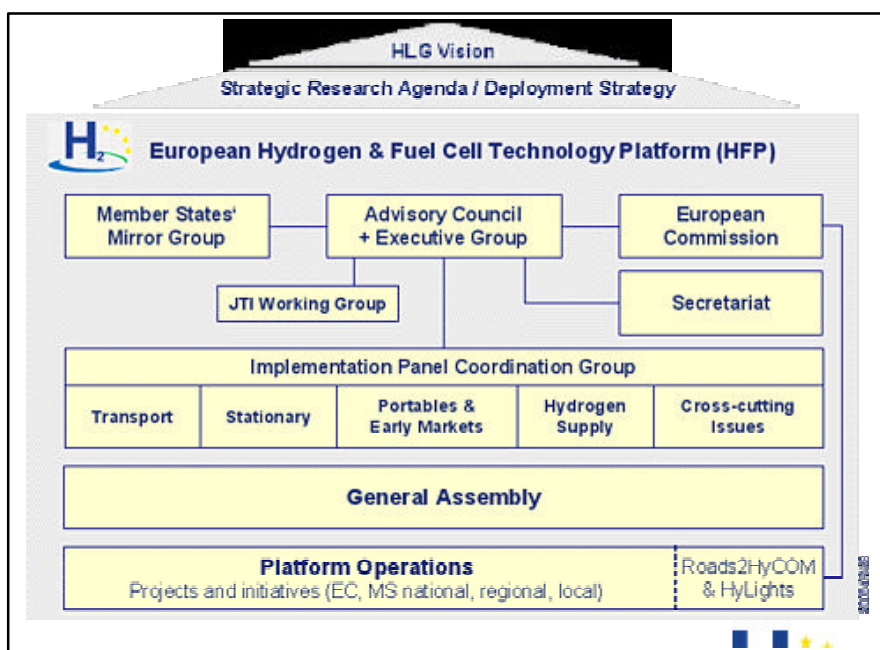 HLG Vision
Strategic Research Agenda / Deployment Strategy
H2
European Hydrogen & Fuel Cell Technology Platform (HFP)
Member States'
Mirror Group
Advisory Council
+ Executive Group
European
Commission
JTI Working Group
Secretariat
Implementation Panel Coordination Group
Transport
Stationary
Portables &
Early Markets
Hydrogen
Supply
Cross-cutting
Issues
General Assembly
Platform Operations
Projects and initiatives (EC, MS national, regional, local)
Roads2HyCOM
& HyLights